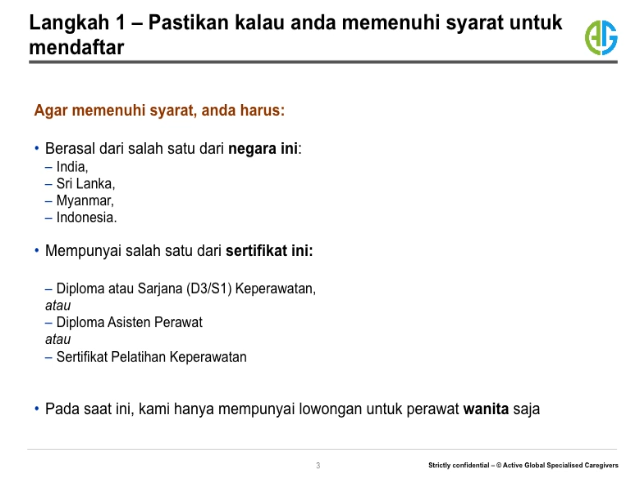 Langkah 1 – Pastikan kalau anda memenuhi syarat untuk
mendaftar
AG
Agar memenuhi syarat, anda harus:
• Berasal dari salah satu dari negara ini:
– India,
– Sri Lanka,
– Myanmar,
– Indonesia.
• Mempunyai salah satu dari sertifikat ini:
– Diploma atau Sarjana (D3/S1) Keperawatan,
atau
– Diploma Asisten Perawat
atau
– Sertifikat Pelatihan Keperawatan
• Pada saat ini, kami hanya mempunyai lowongan untuk perawat wanita saja
3
Strictly confidential – © Active Global Specialised Caregivers